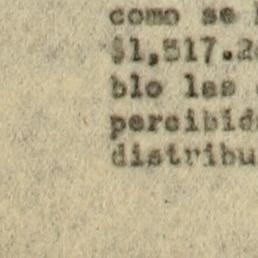 como se
$1,517.2
blo las
percibid
distribu